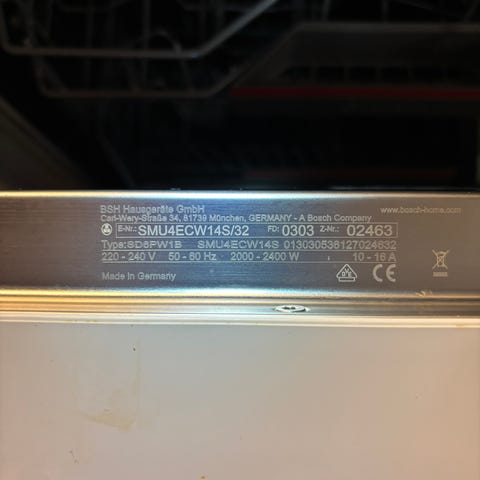 BSH Hausgeräte GmbH
Carl-Wery-Straße 34, 81739 München, GERMANY - A Bosch Company
www.bosch-home.com
E-Nr.: SMU4ECW14S/32 FD: 0303 Z-Nr.: 02463
Type:SD6PW1B SMU4ECW14S 013030536127024632
220 - 240 V 50 - 60 Hz 2000 - 2400 W 10 - 16 A
Made in Germany
CE